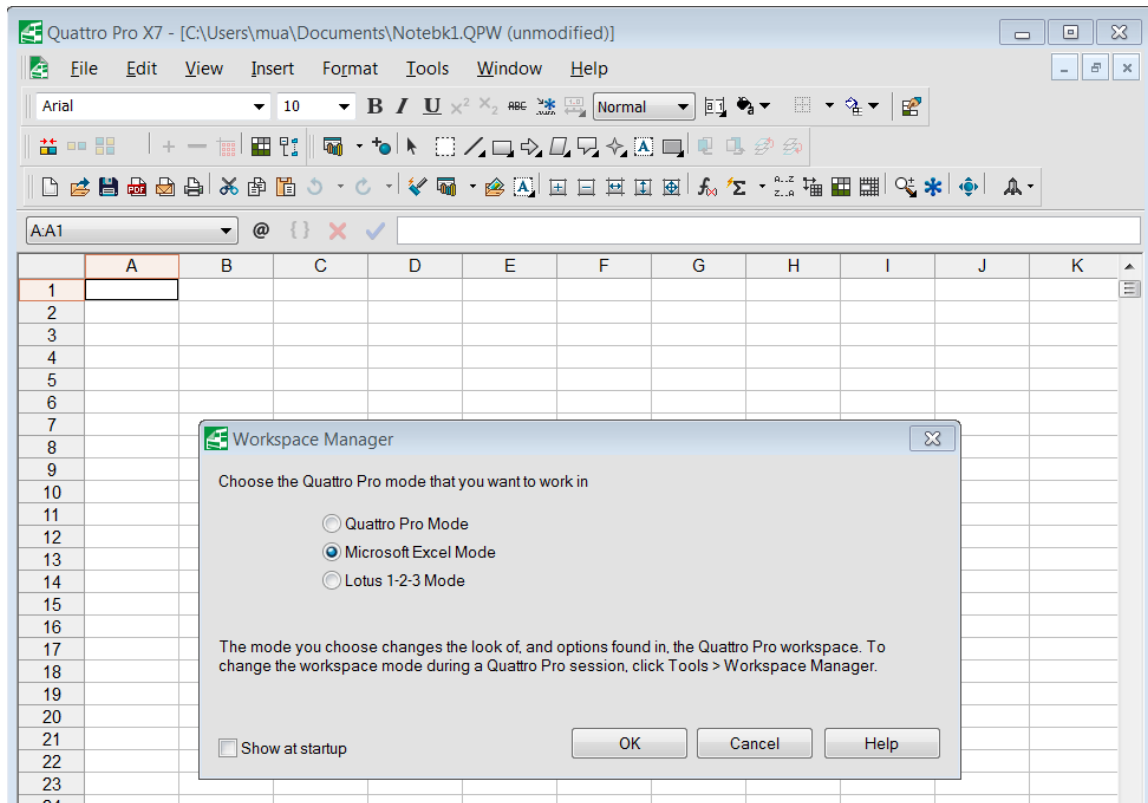 Quattro Pro X7 - [C:\Users\mua\Documents\Notebk1.QPW (unmodified)]
File Edit View Insert Format Tools Window Help
Arial 10 B I U x² X₂ ABC Normal
PDF A A..Z Z..A
A:A1 @ { }
A B C D E F G H I J K
1
2
3
4
5
6
7
8
9
10
11
12
13
14
15
16
17
18
19
20
21
22
23
Workspace Manager
Choose the Quattro Pro mode that you want to work in
Quattro Pro Mode
Microsoft Excel Mode
Lotus 1-2-3 Mode
The mode you choose changes the look of, and options found in, the Quattro Pro workspace. To
change the workspace mode during a Quattro Pro session, click Tools > Workspace Manager.
Show at startup OK Cancel Help